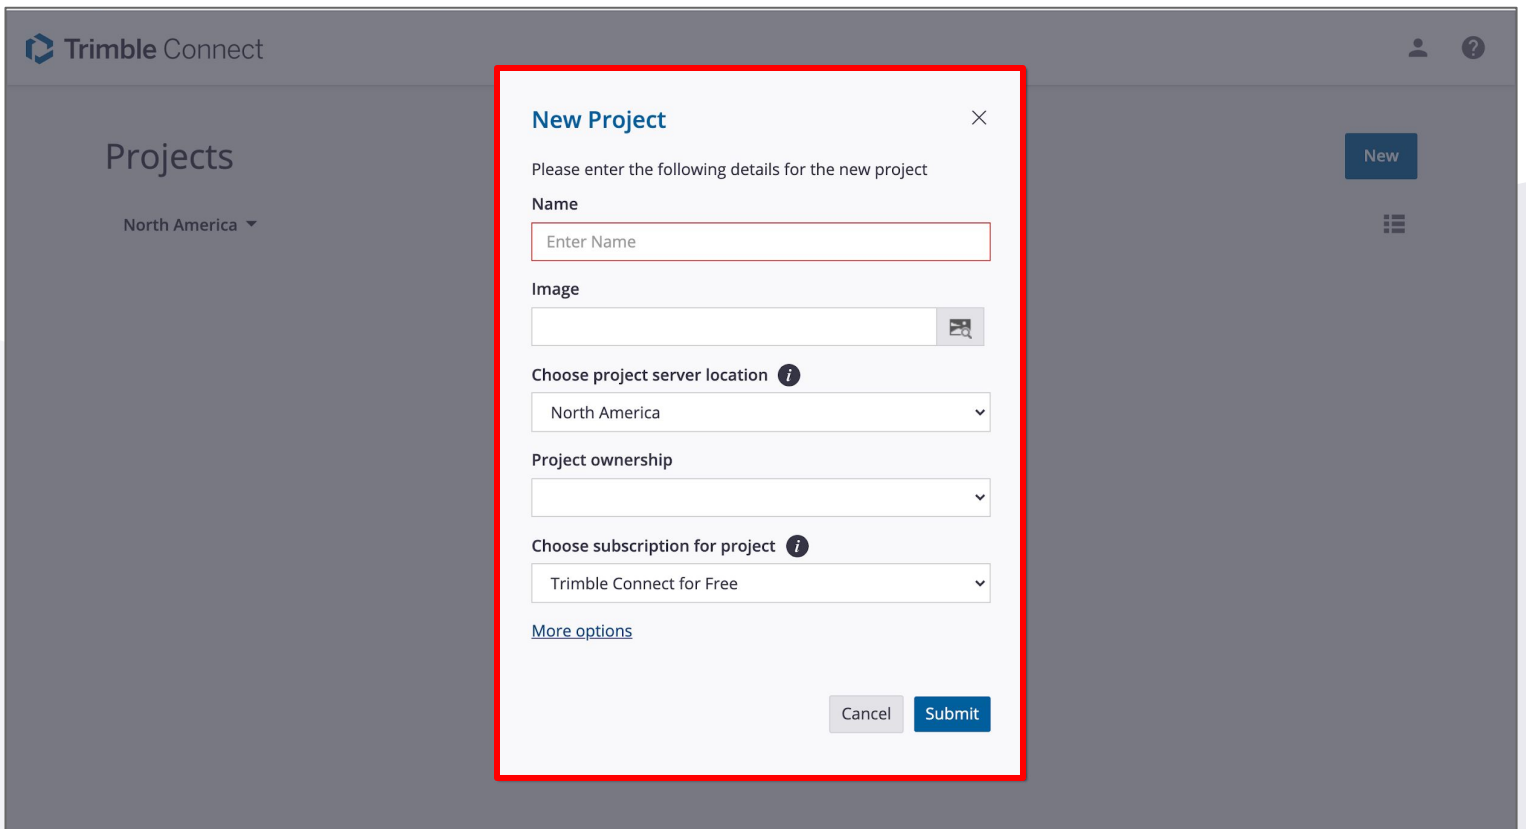 Trimble Connect
Projects
New
North America
New Project
Please enter the following details for the new project
Name
Enter Name
Image
Choose project server location i
North America
Project ownership
Choose subscription for project i
Trimble Connect for Free
More options
Cancel Submit